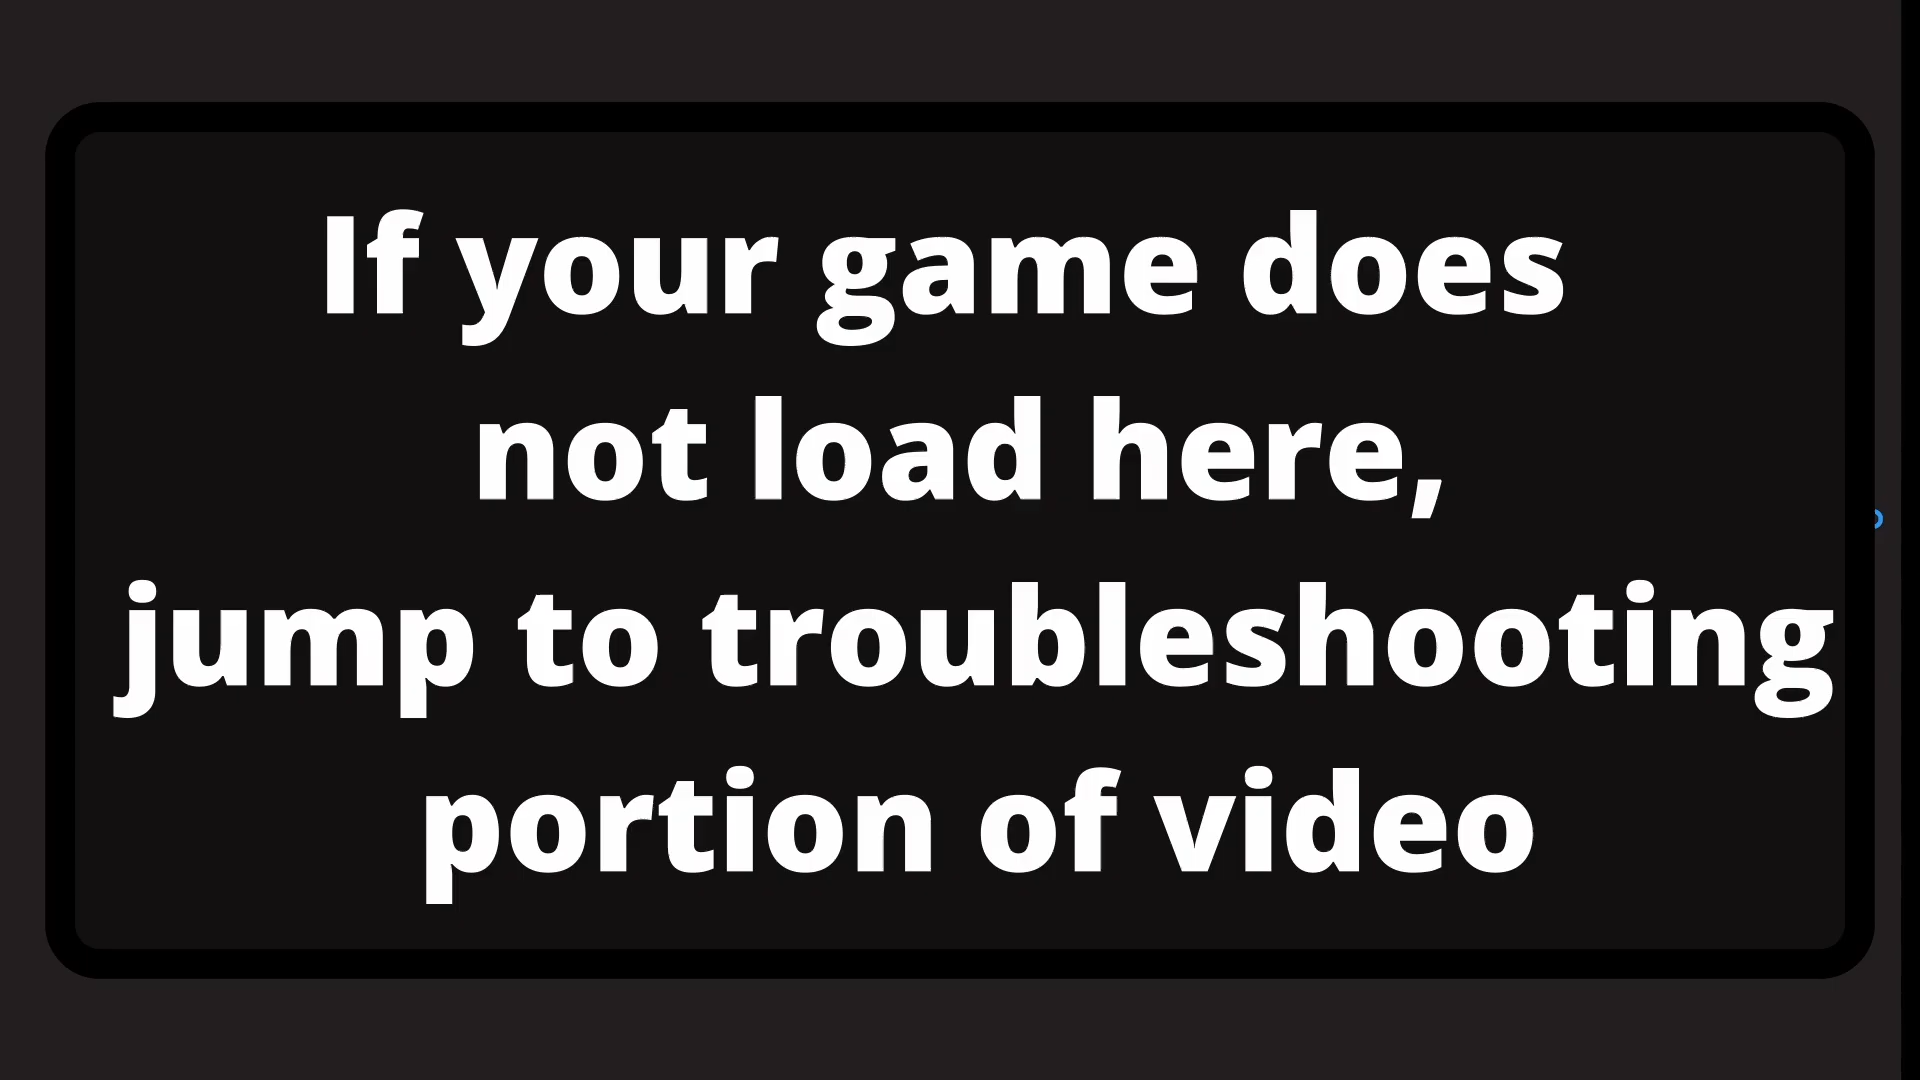 If your game does
not load here,
jump to troubleshooting
portion of video